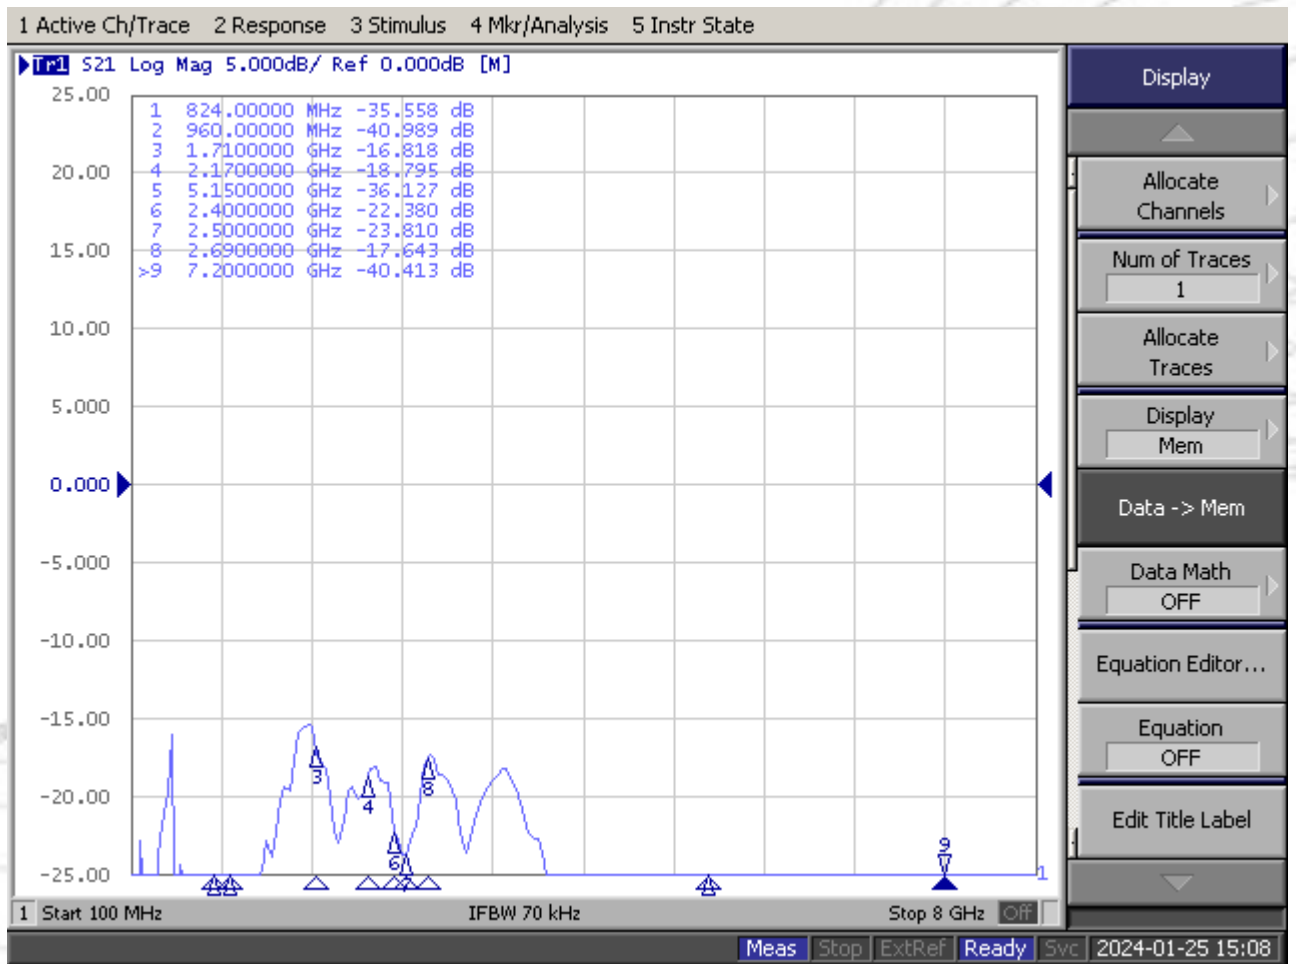 1 Active Ch/Trace 2 Response 3 Stimulus 4 Mkr/Analysis 5 Instr State
Tr1 S21 Log Mag 5.000dB/ Ref 0.000dB [M]
25.00
20.00
15.00
10.00
5.000
0.000
-5.000
-10.00
-15.00
-20.00
-25.00
1 824.00000 MHz -35.558 dB
2 960.00000 MHz -40.989 dB
3 1.7100000 GHz -16.818 dB
4 2.1700000 GHz -18.795 dB
5 5.1500000 GHz -36.127 dB
6 2.4000000 GHz -22.380 dB
7 2.5000000 GHz -23.810 dB
8 2.6900000 GHz -17.643 dB
>9 7.2000000 GHz -40.413 dB
3
4
8
6
7
9
1
1 Start 100 MHz IFBW 70 kHz Stop 8 GHz Off
Display
Allocate
Channels
Num of Traces
1
Allocate
Traces
Display
Mem
Data -> Mem
Data Math
OFF
Equation Editor...
Equation
OFF
Edit Title Label
Meas Stop ExtRef Ready Svc 2024-01-25 15:08